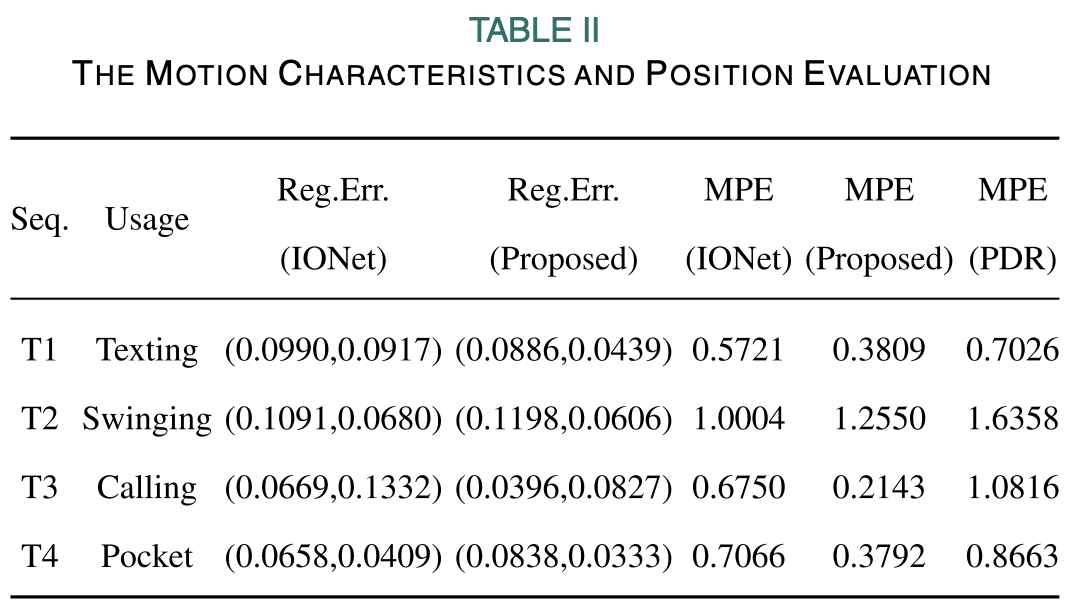 TABLE II
THE MOTION CHARACTERISTICS AND POSITION EVALUATION
Seq. Usage Reg.Err. (IONet) Reg.Err. (Proposed) MPE (IONet) MPE (Proposed) MPE (PDR)
T1 Texting (0.0990,0.0917) (0.0886,0.0439) 0.5721 0.3809 0.7026
T2 Swinging (0.1091,0.0680) (0.1198,0.0606) 1.0004 1.2550 1.6358
T3 Calling (0.0669,0.1332) (0.0396,0.0827) 0.6750 0.2143 1.0816
T4 Pocket (0.0658,0.0409) (0.0838,0.0333) 0.7066 0.3792 0.8663